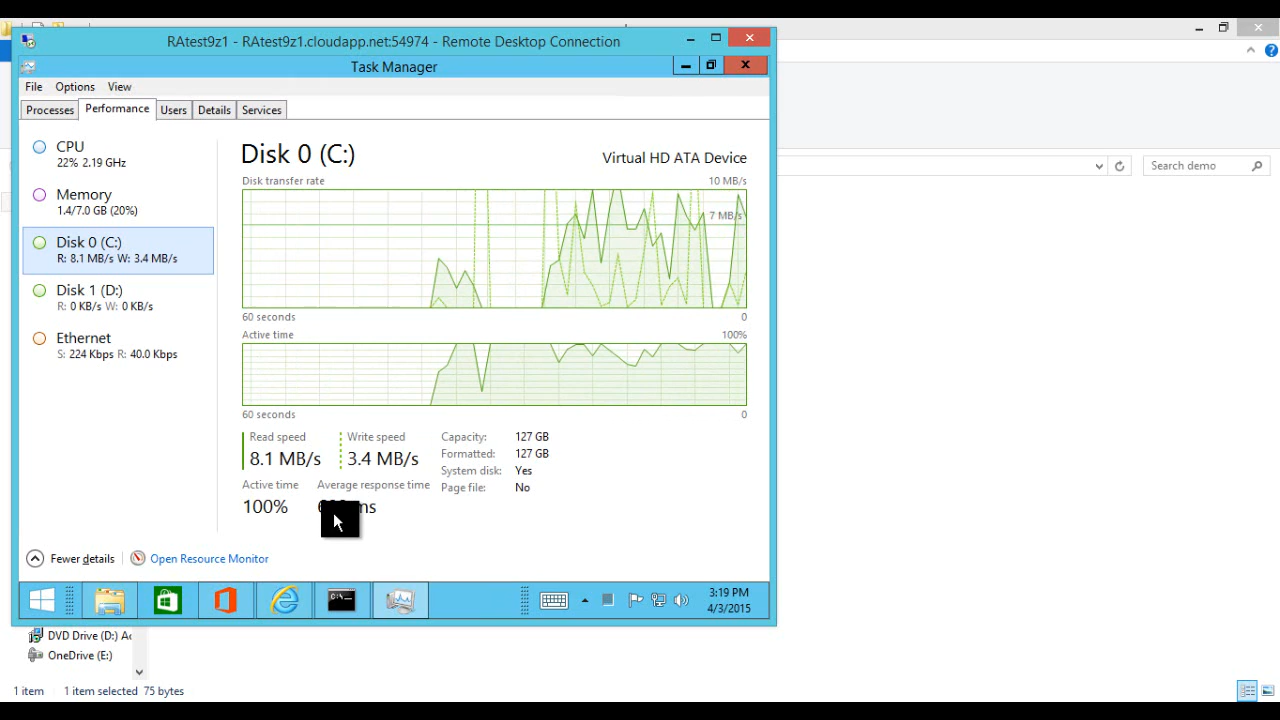 RAtest9z1 - RAtest9z1.cloudapp.net:54974 - Remote Desktop Connection
Task Manager
File Options View
Processes Performance Users Details Services
CPU
22% 2.19 GHz
Memory
1.4/7.0 GB (20%)
Disk 0 (C:)
R: 8.1 MB/s W: 3.4 MB/s
Disk 1 (D:)
R: 0 KB/s W: 0 KB/s
Ethernet
S: 224 Kbps R: 40.0 Kbps
Disk 0 (C:) Virtual HD ATA Device
Disk transfer rate 10 MB/s
7 MB/s
60 seconds 0
Active time 100%
60 seconds 0
Read speed Write speed
8.1 MB/s 3.4 MB/s
Active time Average response time
100% ms
Capacity: 127 GB
Formatted: 127 GB
System disk: Yes
Page file: No
Fewer details Open Resource Monitor
3:19 PM
4/3/2015
Search demo
DVD Drive (D:) Ac
OneDrive (E:)
1 item 1 item selected 75 bytes